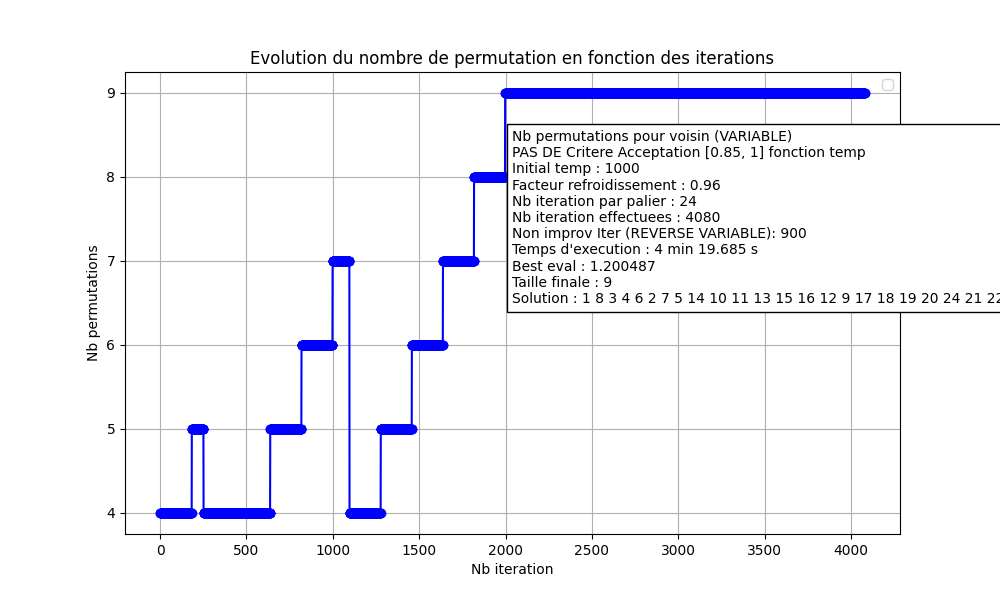 Evolution du nombre de permutation en fonction des iterations
Nb permutations
9
8
7
6
5
4
Nb permutations pour voisin (VARIABLE)
PAS DE Critere Acceptation [0.85, 1] fonction temp
Initial temp : 1000
Facteur refroidissement : 0.96
Nb iteration par palier : 24
Nb iteration effectuees : 4080
Non improv Iter (REVERSE VARIABLE): 900
Temps d'execution : 4 min 19.685 s
Best eval : 1.200487
Taille finale : 9
Solution : 1 8 3 4 6 2 7 5 14 10 11 13 15 16 12 9 17 18 19 20 24 21 22
0 500 1000 1500 2000 2500 3000 3500 4000
Nb iteration